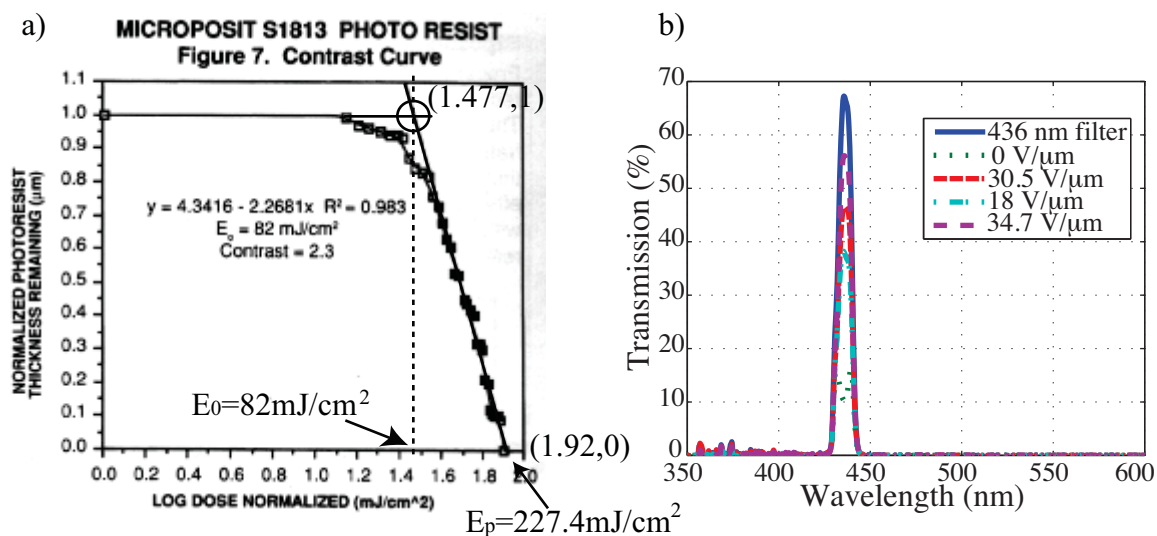 a)
MICROPOSIT S1813 PHOTO RESIST
Figure 7. Contrast Curve
1.1
1.0
0.9
0.8
0.7
0.6
0.5
0.4
0.3
0.2
0.1
0.0
NORMALIZED PHOTORESIST
THICKNESS REMAINING (μm)
(1.477,1)
y = 4.3416 - 2.2681x R² = 0.983
E₀ = 82 mJ/cm²
Contrast = 2.3
E0=82mJ/cm²
(1.92,0)
0.0 0.2 0.4 0.6 0.8 1.0 1.2 1.4 1.6 1.8 2.0
LOG DOSE NORMALIZED (mJ/cm^2)
Ep=227.4mJ/cm²
b)
70
60
50
40
30
20
10
0
Transmission (%)
436 nm filter
0 V/μm
30.5 V/μm
18 V/μm
34.7 V/μm
350 400 450 500 550 600
Wavelength (nm)